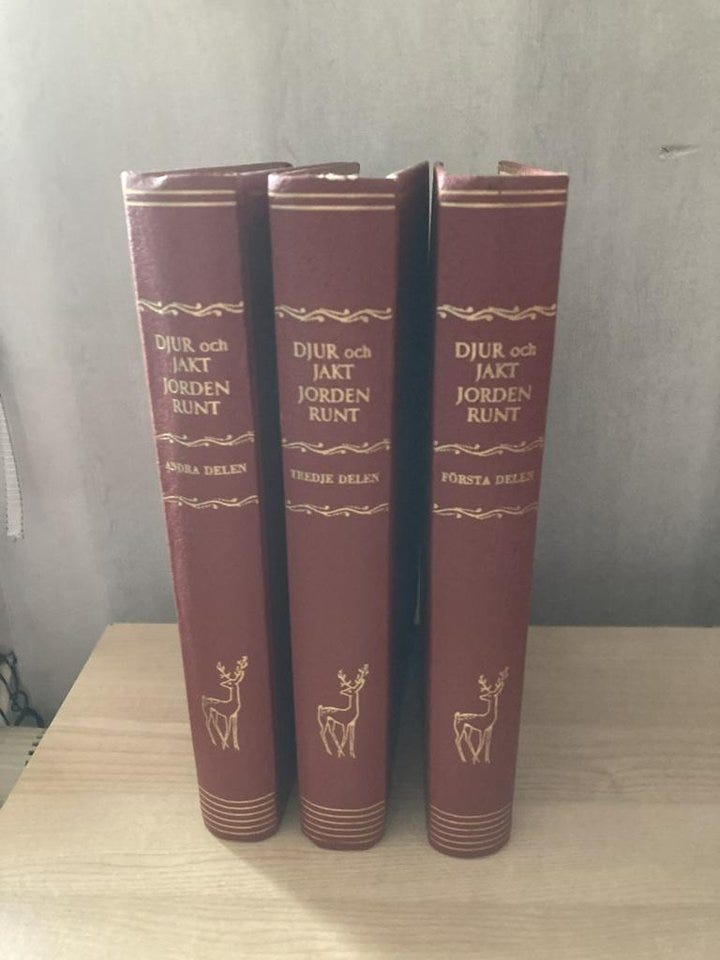 DJUR och
JAKT
JORDEN
RUNT
ANDRA DELEN
DJUR och
JAKT
JORDEN
RUNT
TREDJE DELEN
DJUR och
JAKT
JORDEN
RUNT
FÖRSTA DELEN